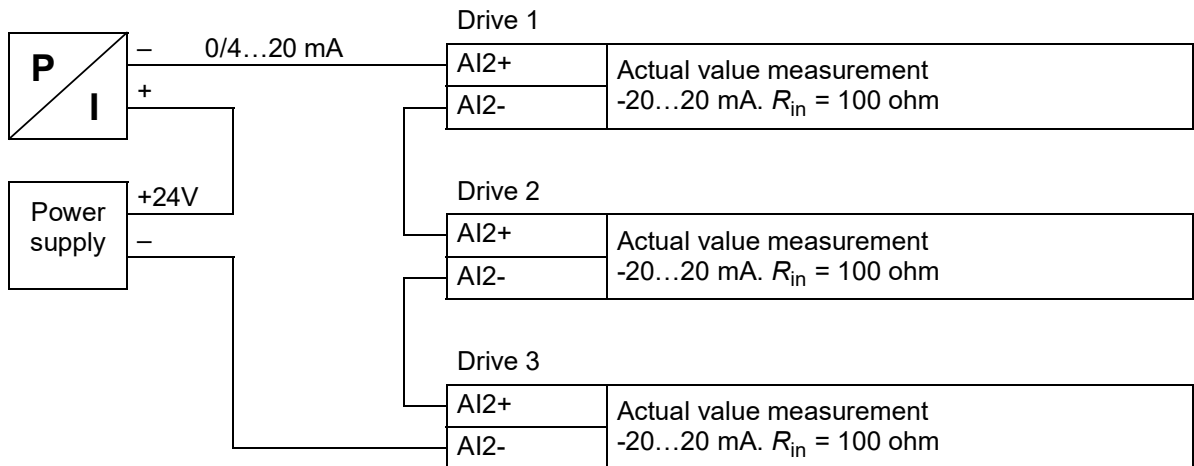 Drive 1
– 0/4…20 mA
P
I
+
AI2+
AI2-
Actual value measurement
-20…20 mA. Rin = 100 ohm
Power
supply
+24V
–
Drive 2
AI2+
AI2-
Actual value measurement
-20…20 mA. Rin = 100 ohm
Drive 3
AI2+
AI2-
Actual value measurement
-20…20 mA. Rin = 100 ohm